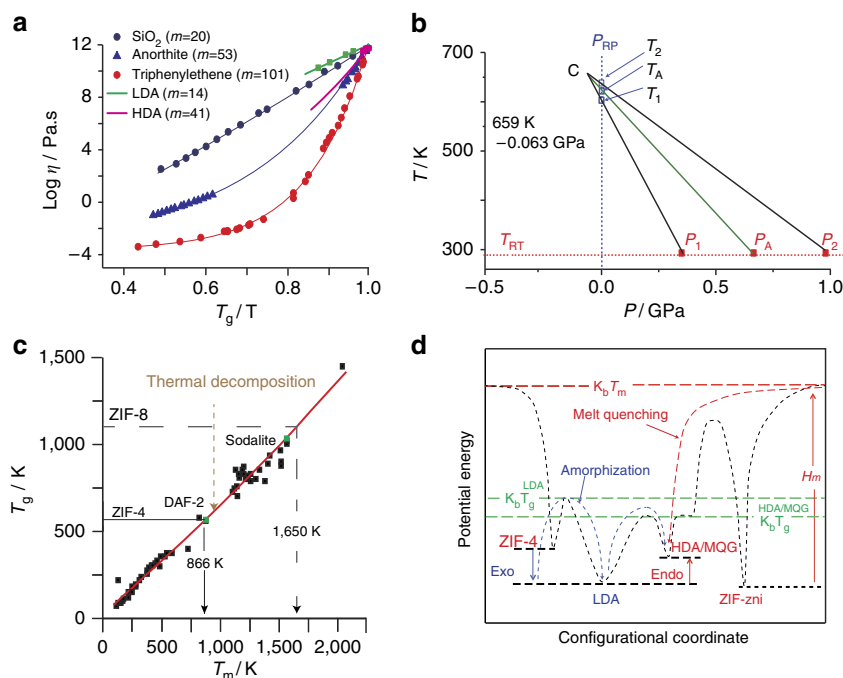 a
SiO2 (m=20)
Anorthite (m=53)
Triphenylethene (m=101)
LDA (m=14)
HDA (m=41)
Log η / Pa.s
12
8
4
0
−4
0.4 0.6 0.8 1.0
Tg / T
b
PRP
T2
TA
T1
C
659 K
−0.063 GPa
TRT
P1
PA
P2
T/K
700
500
300
−0.5 0.0 0.5 1.0
P/GPa
c
Thermal decomposition
ZIF-8
Sodalite
DAF-2
ZIF-4
1,650 K
866 K
Tg / K
1,500
1,000
500
0
0 500 1,000 1,500 2,000
Tm / K
d
KbTm
Melt quenching
Amorphization
Hm
LDA
KbTg
HDA/MQG
KbTg
ZIF-4
HDA/MQG
Exo
Endo
LDA
ZIF-zni
Potential energy
Configurational coordinate